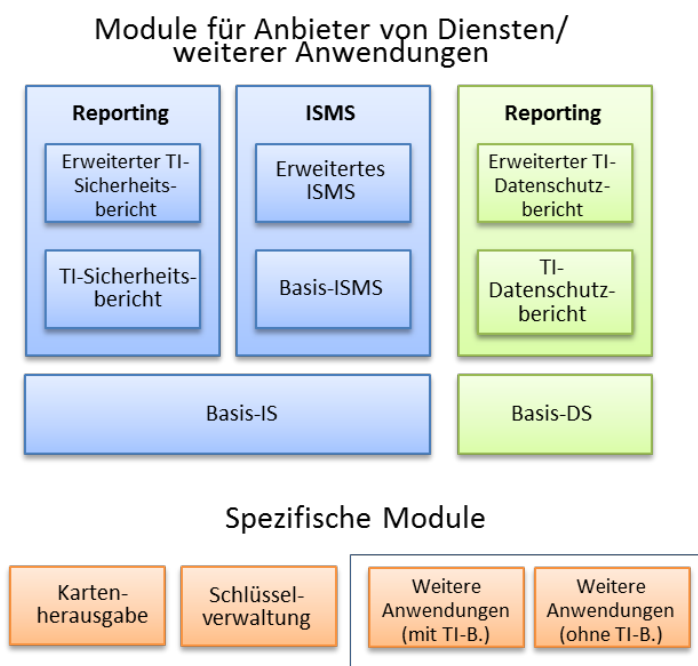 Module für Anbieter von Diensten/
weiterer Anwendungen
Reporting
Erweiterter TI-
Sicherheits-
bericht
TI-Sicherheits-
bericht
ISMS
Erweitertes
ISMS
Basis-ISMS
Reporting
Erweiterter TI-
Datenschutz-
bericht
TI-
Datenschutz-
bericht
Basis-IS
Basis-DS
Spezifische Module
Karten-
herausgabe
Schlüssel-
verwaltung
Weitere
Anwendungen
(mit TI-B.)
Weitere
Anwendungen
(ohne TI-B.)